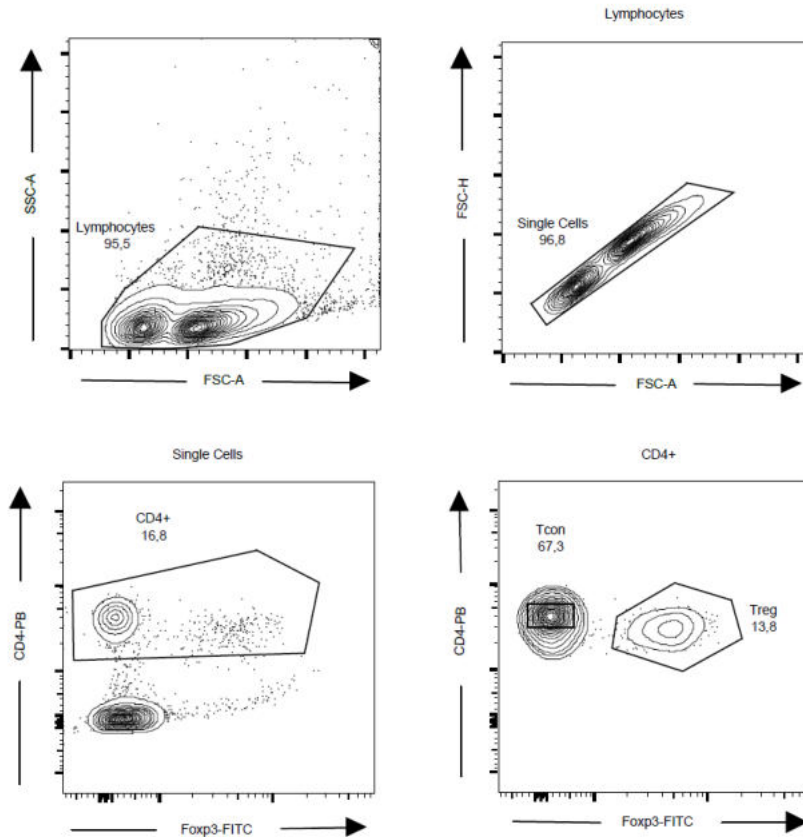 Lymphocytes
SSC-A
Lymphocytes
95,5
FSC-A
FSC-H
Single Cells
96,8
FSC-A
Single Cells
CD4+
CD4-PB
CD4+
16,8
Foxp3-FITC
CD4-PB
Tcon
67,3
Treg
13,8
Foxp3-FITC